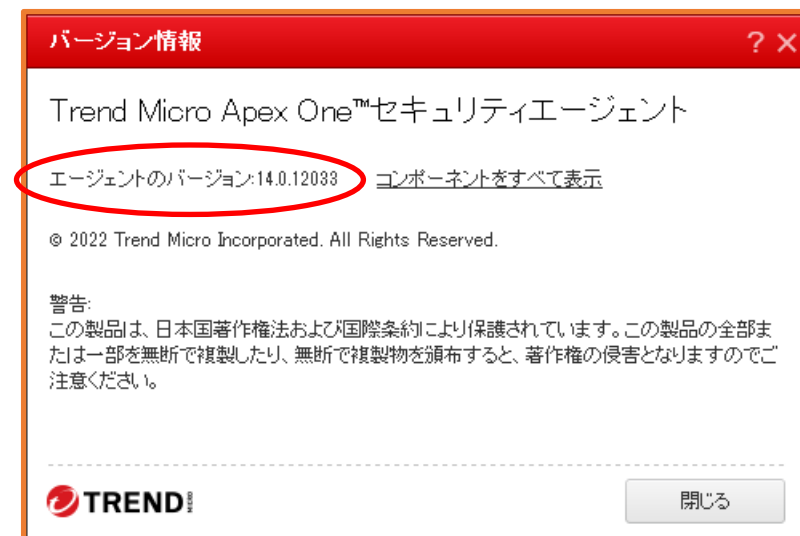 バージョン情報
? ×
Trend Micro Apex One™セキュリティエージェント
エージェントのバージョン:14.0.12033 コンポーネントをすべて表示
© 2022 Trend Micro Incorporated. All Rights Reserved.
警告:
この製品は、日本国著作権法および国際条約により保護されています。この製品の全部ま
たは一部を無断で複製したり、無断で複製物を頒布すると、著作権の侵害となりますのでご
注意ください。
TREND MICRO
閉じる